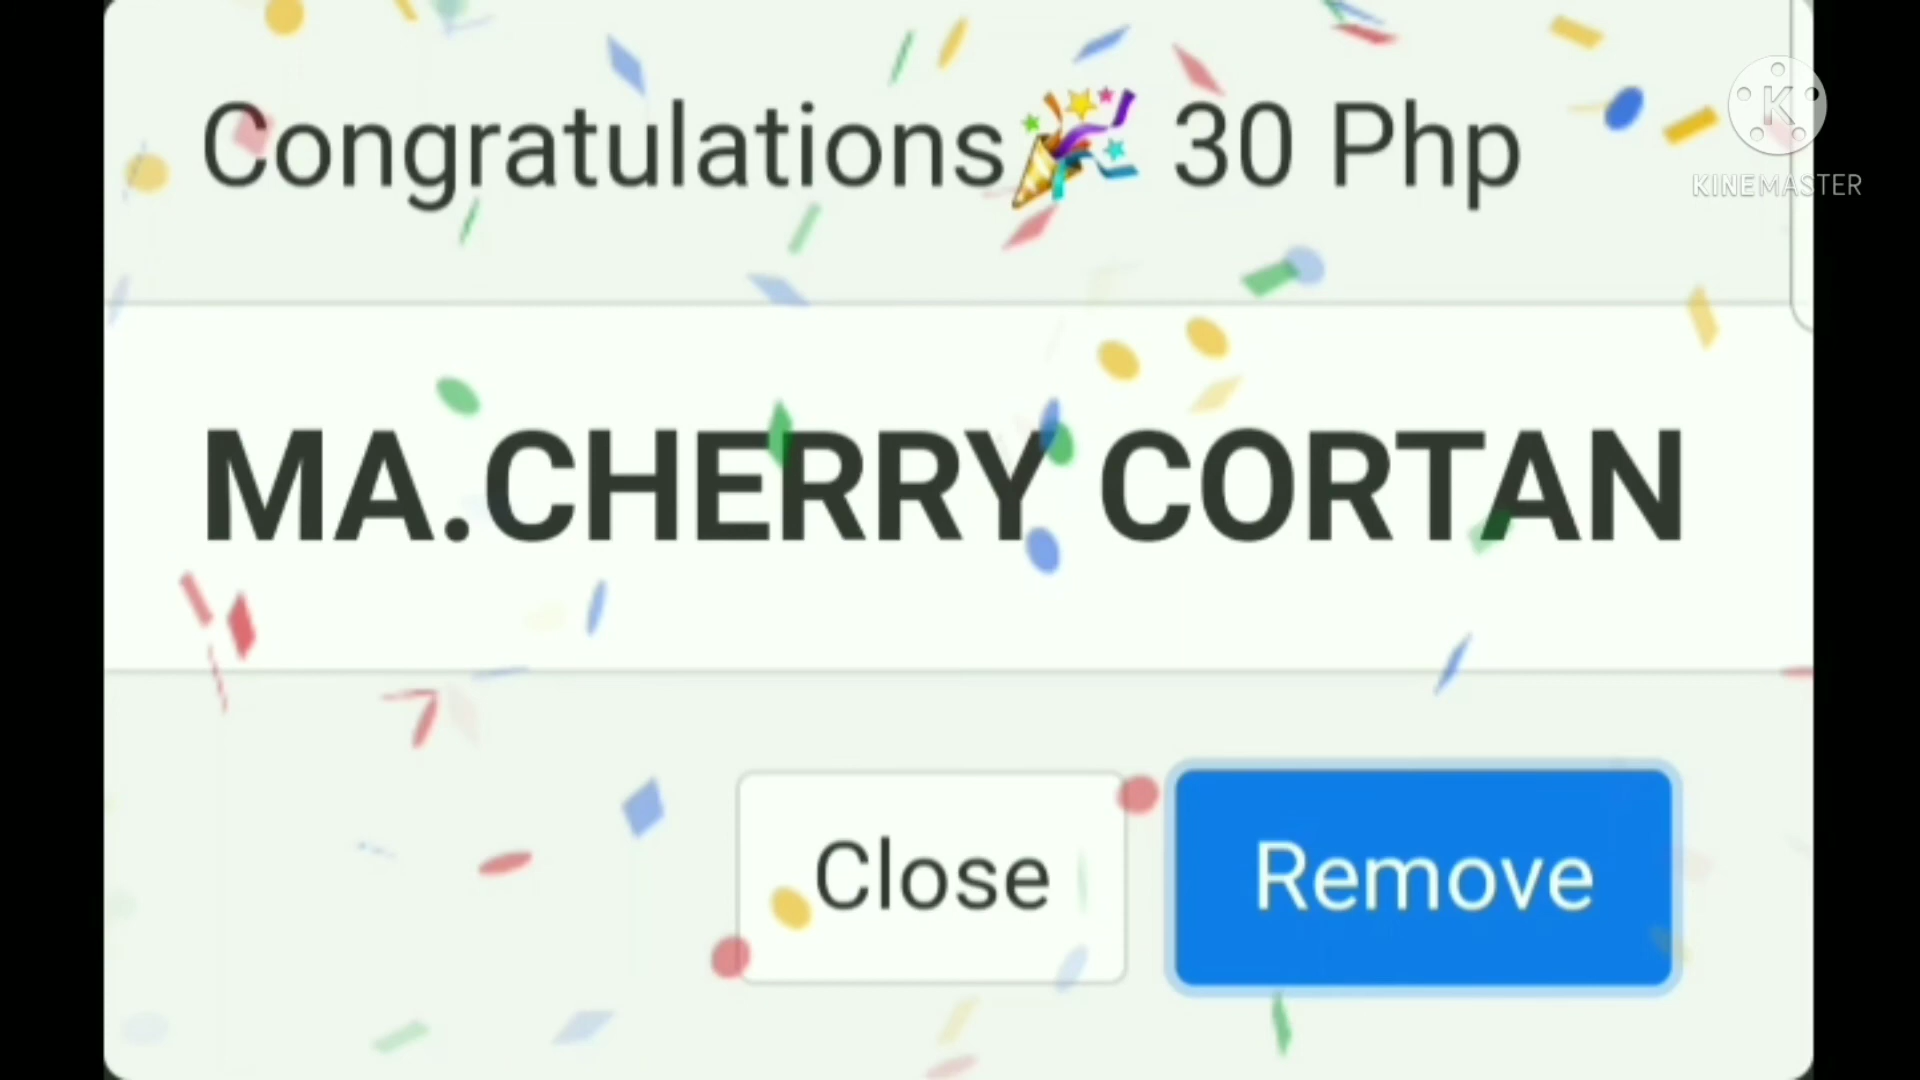 Congratulations🎉 30 Php
K
KINEMASTER
MA.CHERRY CORTAN
Close
Remove